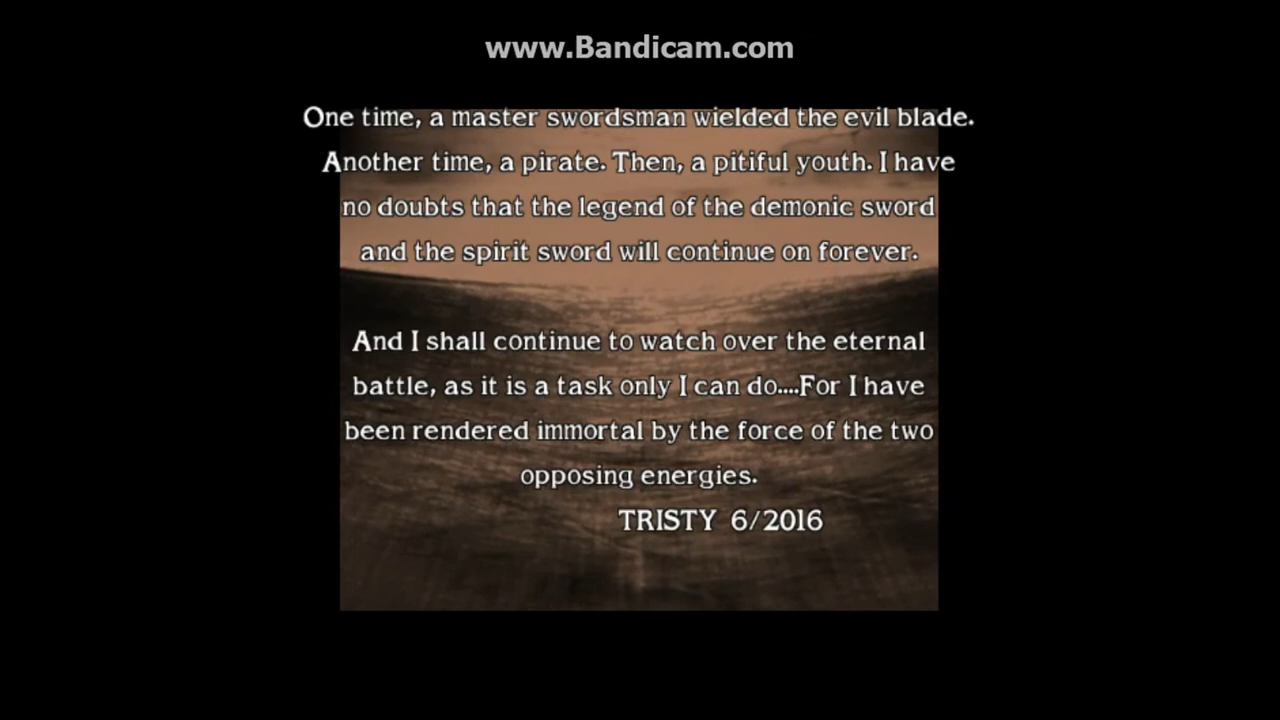 www.Bandicam.com
One time, a master swordsman wielded the evil blade.
Another time, a pirate. Then, a pitiful youth. I have
no doubts that the legend of the demonic sword
and the spirit sword will continue on forever.
And I shall continue to watch over the eternal
battle, as it is a task only I can do....For I have
been rendered immortal by the force of the two
opposing energies.
TRISTY 6/2016